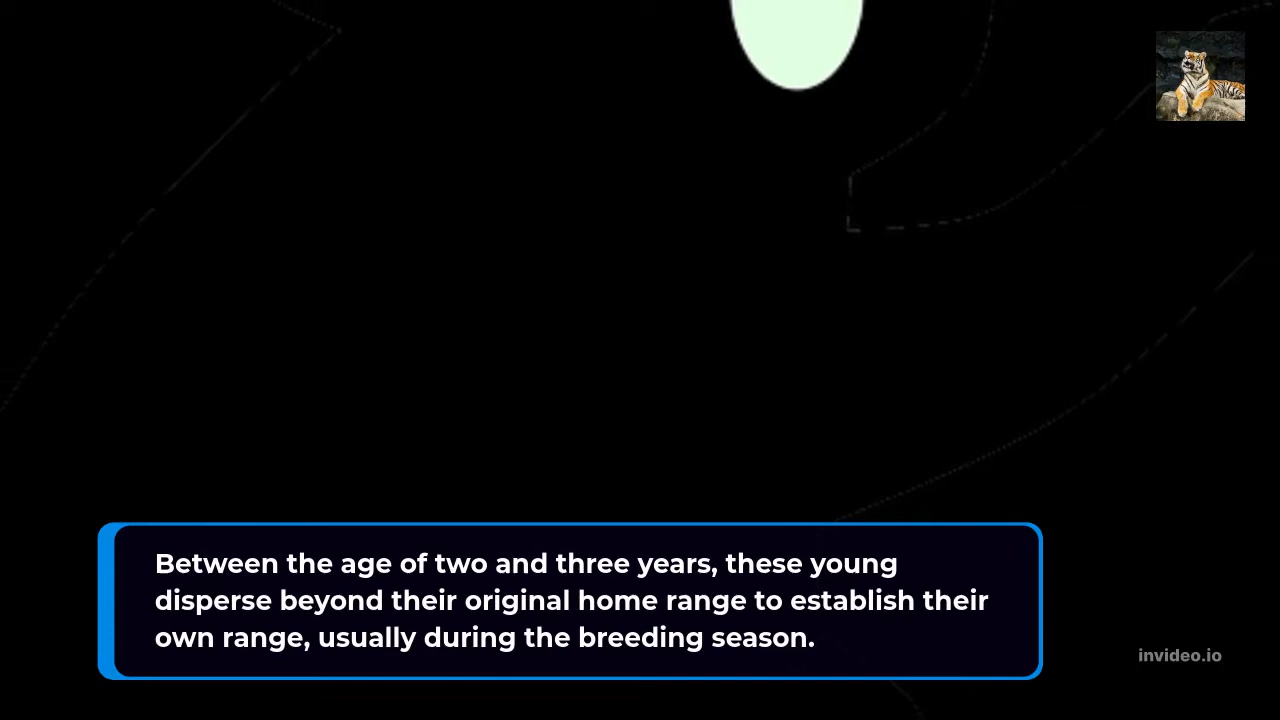 Between the age of two and three years, these young
disperse beyond their original home range to establish their
own range, usually during the breeding season.
invideo.io